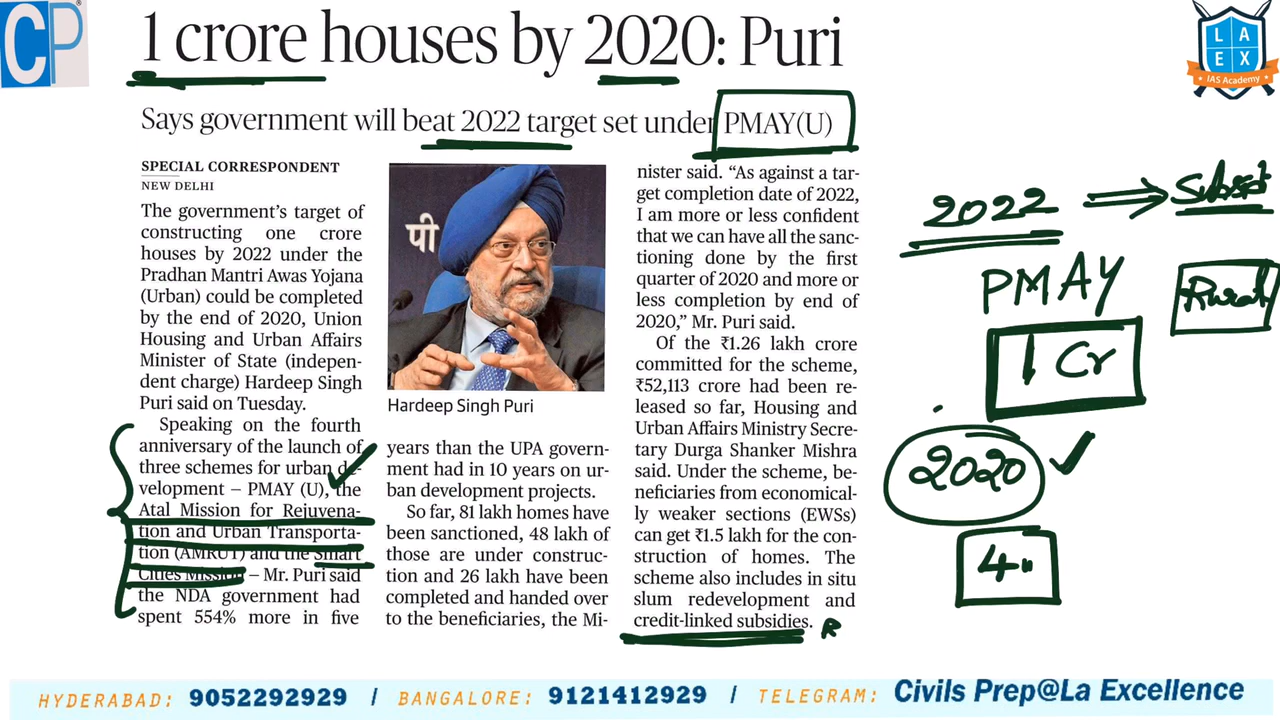 CP
1 crore houses by 2020: Puri
LAEX
IAS Academy
Says government will beat 2022 target set under PMAY(U)
SPECIAL CORRESPONDENT
NEW DELHI
The government's target of
constructing one crore
houses by 2022 under the
Pradhan Mantri Awas Yojana
(Urban) could be completed
by the end of 2020, Union
Housing and Urban Affairs
Minister of State (indepen-
dent charge) Hardeep Singh
Puri said on Tuesday.
Speaking on the fourth
anniversary of the launch of
three schemes for urban de-
velopment – PMAY (U), the
Atal Mission for Rejuvena-
tion and Urban Transporta-
tion (AMRUT) and the Smart
Cities Mission – Mr. Puri said
the NDA government had
spent 554% more in five
पी
Hardeep Singh Puri
years than the UPA govern-
ment had in 10 years on ur-
ban development projects.
So far, 81 lakh homes have
been sanctioned, 48 lakh of
those are under construc-
tion and 26 lakh have been
completed and handed over
to the beneficiaries, the Mi-
nister said. "As against a tar-
get completion date of 2022,
I am more or less confident
that we can have all the sanc-
tioning done by the first
quarter of 2020 and more or
less completion by end of
2020," Mr. Puri said.
Of the ₹1.26 lakh crore
committed for the scheme,
₹52,113 crore had been re-
leased so far, Housing and
Urban Affairs Ministry Secre-
tary Durga Shanker Mishra
said. Under the scheme, be-
neficiaries from economical-
ly weaker sections (EWSs)
can get ₹1.5 lakh for the con-
struction of homes. The
scheme also includes in situ
slum redevelopment and
credit-linked subsidies.
R
2022
PMAY
Rural
1 Cr
2020
HYDERABAD: 9052292929 / BANGALORE: 9121412929 / TELEGRAM: Civils Prep@La Excellence